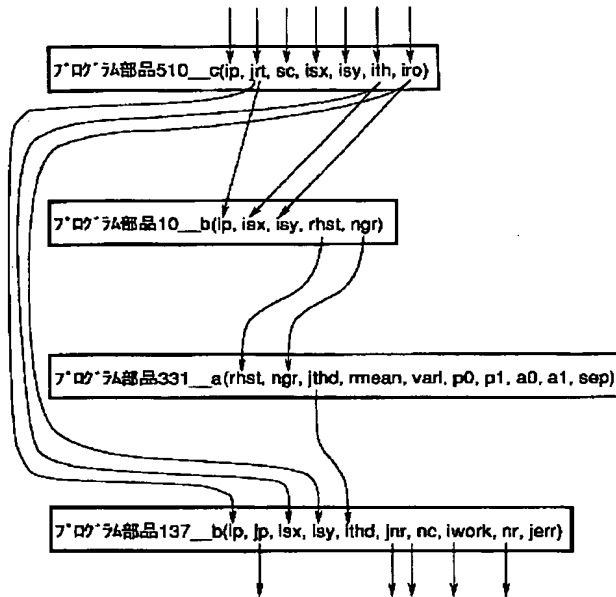 プログラム部品510__c(ip, jrt, sc, isx, isy, ith, iro)
プログラム部品10__b(ip, isx, isy, rhst, ngr)
プログラム部品331__a(rhst, ngr, jthd, rmean, varl, p0, p1, a0, a1, sep)
プログラム部品137__b(ip, jp, isx, isy, ithd, jnr, nc, iwork, nr, jerr)